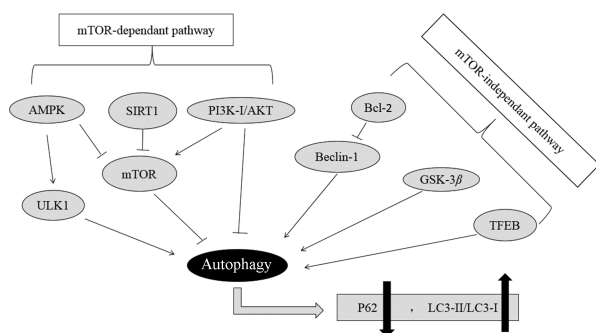 mTOR-dependant pathway
mTOR-independant pathway
AMPK
SIRT1
PI3K-I/AKT
Bcl-2
mTOR
Beclin-1
GSK-3β
ULK1
TFEB
Autophagy
P62 , LC3-II/LC3-I